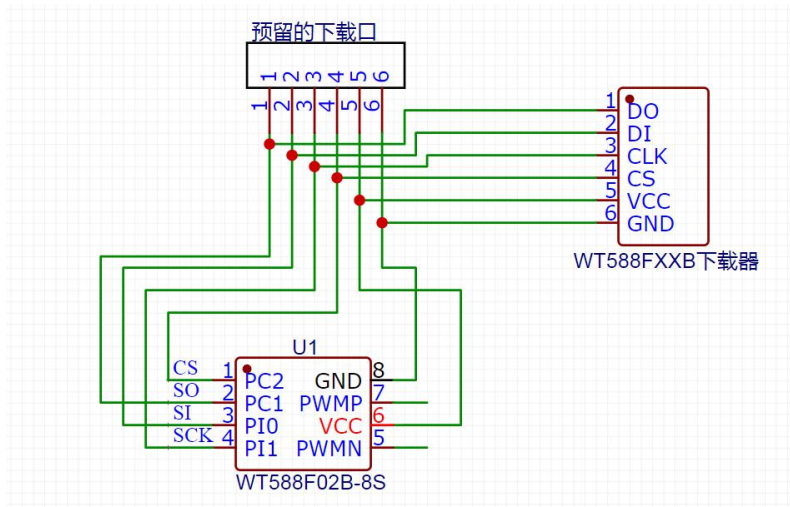 预留的下载口
1 2 3 4 5 6
1 2 3 4 5 6
1 DO
2 DI
3 CLK
4 CS
5 VCC
6 GND
WT588FXXB下载器
U1
CS 1 PC2 GND 8
SO 2 PC1 PWMP 7
SI 3 PI0 VCC 6
SCK 4 PI1 PWMN 5
WT588F02B-8S